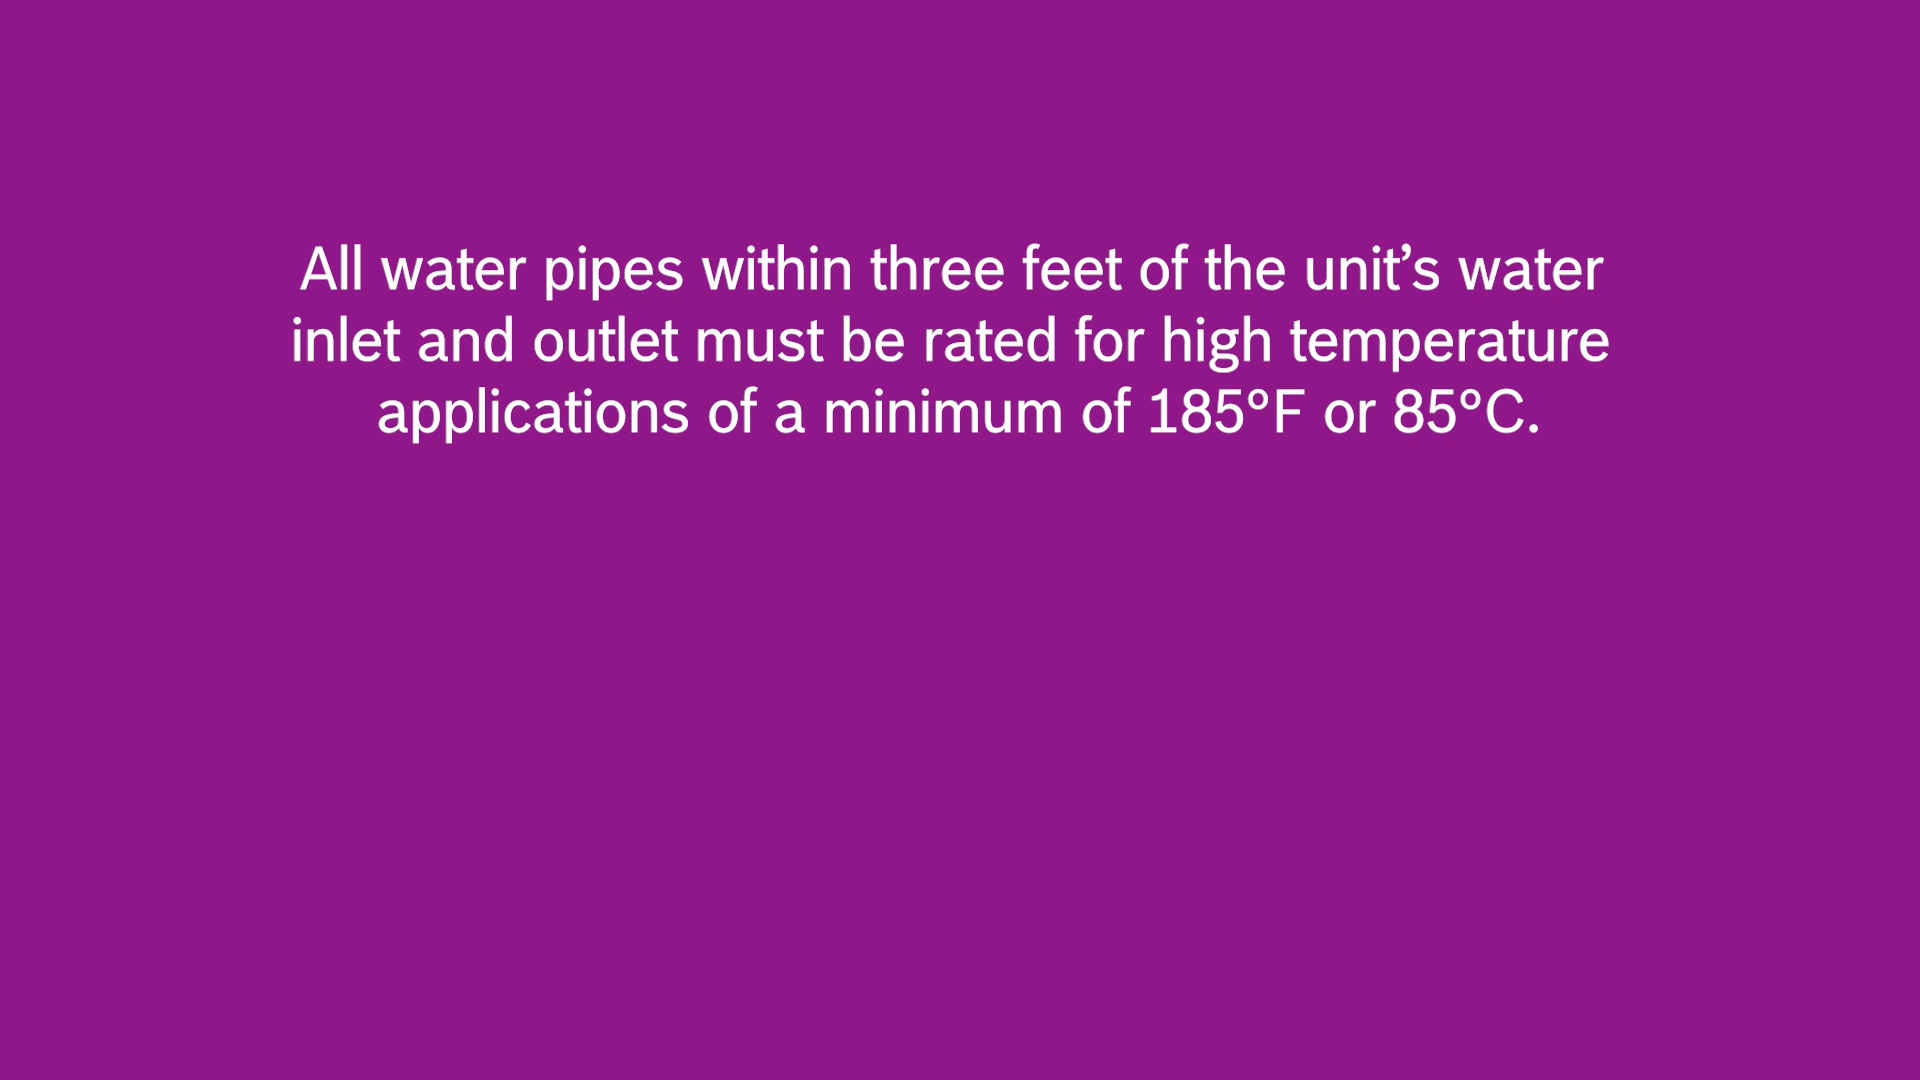 All water pipes within three feet of the unit’s water
inlet and outlet must be rated for high temperature
applications of a minimum of 185°F or 85°C.